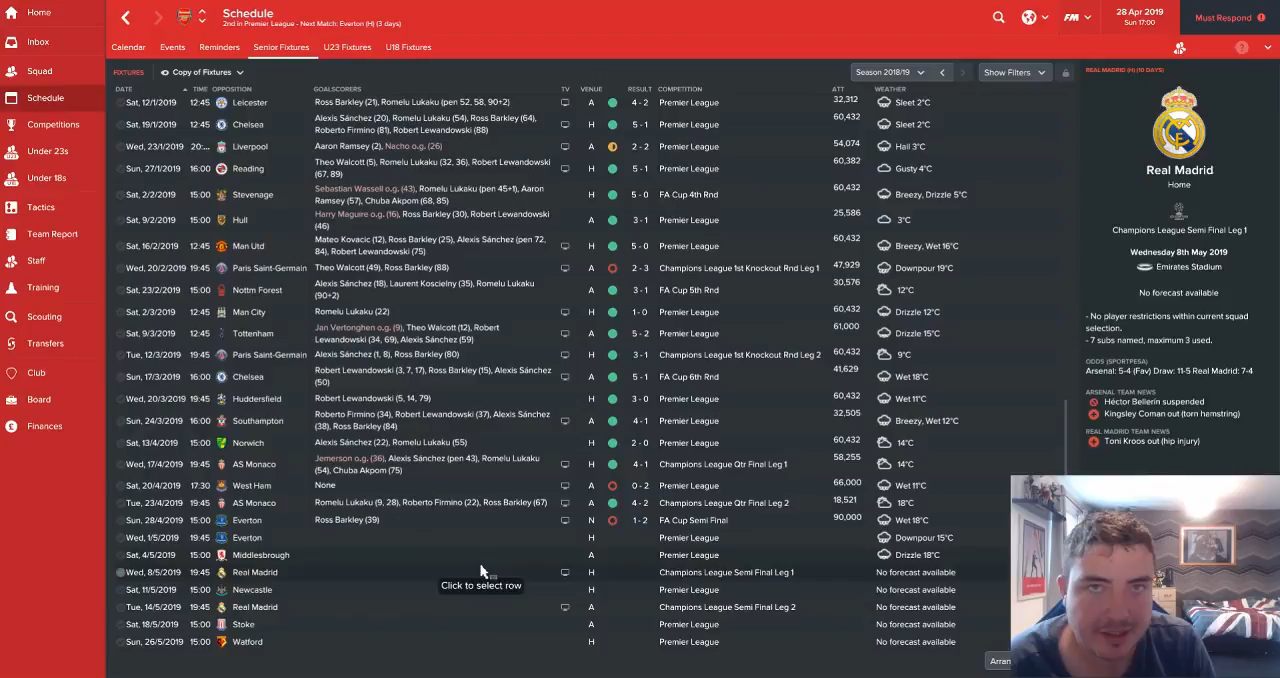 Home
Inbox
Squad
Schedule
Competitions
Under 23s
Under 18s
Tactics
Team Report
Staff
Training
Scouting
Transfers
Club
Board
Finances
Schedule
2nd in Premier League - Next Match: Everton (H) (3 days)
FM
28 Apr 2019
Sun 17:00
Must Respond
Calendar Events Reminders Senior Fixtures U23 Fixtures U18 Fixtures
FIXTURES Copy of Fixtures Season 2018/19 Show Filters
DATE TIME OPPOSITION GOALSCORERS TV VENUE RESULT COMPETITION ATT WEATHER
Sat, 12/1/2019 12:45 Leicester Ross Barkley (21), Romelu Lukaku (pen 52, 58, 90+2) A 4 - 2 Premier League 32,312 Sleet 2°C
Sat, 19/1/2019 12:45 Chelsea Alexis Sánchez (20), Romelu Lukaku (54), Ross Barkley (64), H 5 - 1 Premier League 60,432 Sleet 2°C
Roberto Firmino (81), Robert Lewandowski (88)
Wed, 23/1/2019 20:... Liverpool Aaron Ramsey (2), Nacho o.g. (26) A 2 - 2 Premier League 54,074 Hail 3°C
Sun, 27/1/2019 16:00 Reading Theo Walcott (5), Romelu Lukaku (32, 36), Robert Lewandowski H 5 - 1 Premier League 60,382 Gusty 4°C
(67, 89)
Sat, 2/2/2019 15:00 Stevenage Sebastian Wassell o.g. (43), Romelu Lukaku (pen 45+1), Aaron H 5 - 0 FA Cup 4th Rnd 60,432 Breezy, Drizzle 5°C
Ramsey (57), Chuba Akpom (68, 85)
Sat, 9/2/2019 15:00 Hull Harry Maguire o.g. (16), Ross Barkley (30), Robert Lewandowski A 3 - 1 Premier League 25,586 3°C
(46)
Sat, 16/2/2019 12:45 Man Utd Mateo Kovacic (12), Ross Barkley (25), Alexis Sánchez (pen 72, H 5 - 0 Premier League 60,432 Breezy, Wet 16°C
84), Robert Lewandowski (75)
Wed, 20/2/2019 19:45 Paris Saint-Germain Theo Walcott (49), Ross Barkley (88) A 2 - 3 Champions League 1st Knockout Rnd Leg 1 47,929 Downpour 19°C
Sat, 23/2/2019 15:00 Nottm Forest Alexis Sánchez (18), Laurent Koscielny (35), Romelu Lukaku A 3 - 1 FA Cup 5th Rnd 30,576 12°C
(90+2)
Sat, 2/3/2019 19:45 Man City Romelu Lukaku (22) H 1 - 0 Premier League 60,432 Drizzle 12°C
Sat, 9/3/2019 12:45 Tottenham Jan Vertonghen o.g. (9), Theo Walcott (12), Robert A 5 - 2 Premier League 61,000 Drizzle 15°C
Lewandowski (34, 69), Alexis Sánchez (59)
Tue, 12/3/2019 19:45 Paris Saint-Germain Alexis Sánchez (1, 8), Ross Barkley (80) H 3 - 1 Champions League 1st Knockout Rnd Leg 2 60,432 9°C
Sun, 17/3/2019 16:00 Chelsea Robert Lewandowski (3, 7, 17), Ross Barkley (15), Alexis Sánchez A 5 - 1 FA Cup 6th Rnd 41,629 Wet 18°C
(50)
Wed, 20/3/2019 19:45 Huddersfield Robert Lewandowski (5, 14, 79) H 3 - 0 Premier League 60,432 Wet 11°C
Sun, 24/3/2019 16:00 Southampton Roberto Firmino (34), Robert Lewandowski (37), Alexis Sánchez A 4 - 1 Premier League 32,505 Breezy, Wet 12°C
(38), Ross Barkley (84)
Sat, 13/4/2019 15:00 Norwich Alexis Sánchez (22), Romelu Lukaku (55) H 2 - 0 Premier League 60,432 14°C
Wed, 17/4/2019 19:45 AS Monaco Jemerson o.g. (36), Alexis Sánchez (pen 43), Romelu Lukaku H 4 - 1 Champions League Qtr Final Leg 1 58,255 14°C
(54), Chuba Akpom (75)
Sat, 20/4/2019 17:30 West Ham None A 0 - 2 Premier League 66,000 Wet 11°C
Tue, 23/4/2019 19:45 AS Monaco Romelu Lukaku (9, 28), Roberto Firmino (22), Ross Barkley (67) A 4 - 2 Champions League Qtr Final Leg 2 18,521 18°C
Sun, 28/4/2019 15:00 Everton Ross Barkley (39) N 1 - 2 FA Cup Semi Final 90,000 Wet 18°C
Wed, 1/5/2019 19:45 Everton H Premier League Downpour 15°C
Sat, 4/5/2019 15:00 Middlesbrough A Premier League Drizzle 18°C
Wed, 8/5/2019 19:45 Real Madrid H Champions League Semi Final Leg 1 No forecast available
Click to select row
Sat, 11/5/2019 15:00 Newcastle H Premier League No forecast available
Tue, 14/5/2019 19:45 Real Madrid A Champions League Semi Final Leg 2 No forecast available
Sat, 18/5/2019 15:00 Stoke A Premier League No forecast available
Sun, 26/5/2019 15:00 Watford H Premier League No forecast available
Arran
REAL MADRID (H) (10 DAYS)
Real Madrid
Home
Champions League Semi Final Leg 1
Wednesday 8th May 2019
Emirates Stadium
No forecast available
- No player restrictions within current squad
selection.
- 7 subs named, maximum 3 used.
ODDS (SPORTPESA)
Arsenal: 5-4 (Fav) Draw: 11-5 Real Madrid: 7-4
ARSENAL TEAM NEWS
Héctor Bellerín suspended
Kingsley Coman out (torn hamstring)
REAL MADRID TEAM NEWS
Toni Kroos out (hip injury)